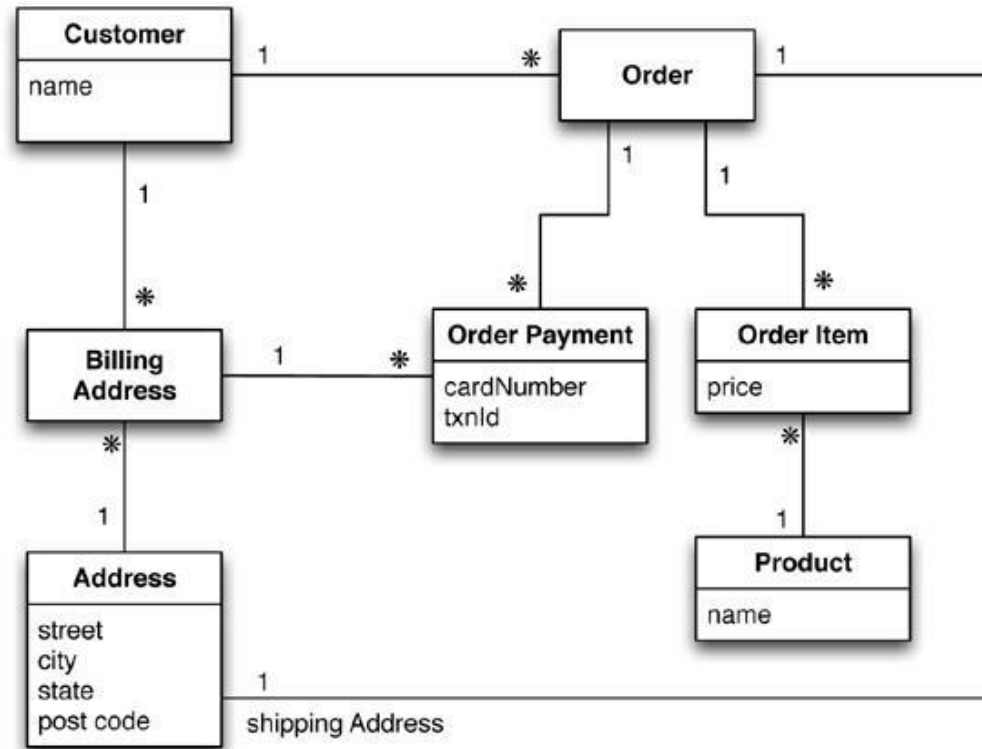 Customer
name
1
*
Order
1
1
*
1
*
1
*
Billing
Address
1
*
Order Payment
cardNumber
txnId
Order Item
price
*
1
*
1
Product
name
Address
street
city
state
post code
1
shipping Address